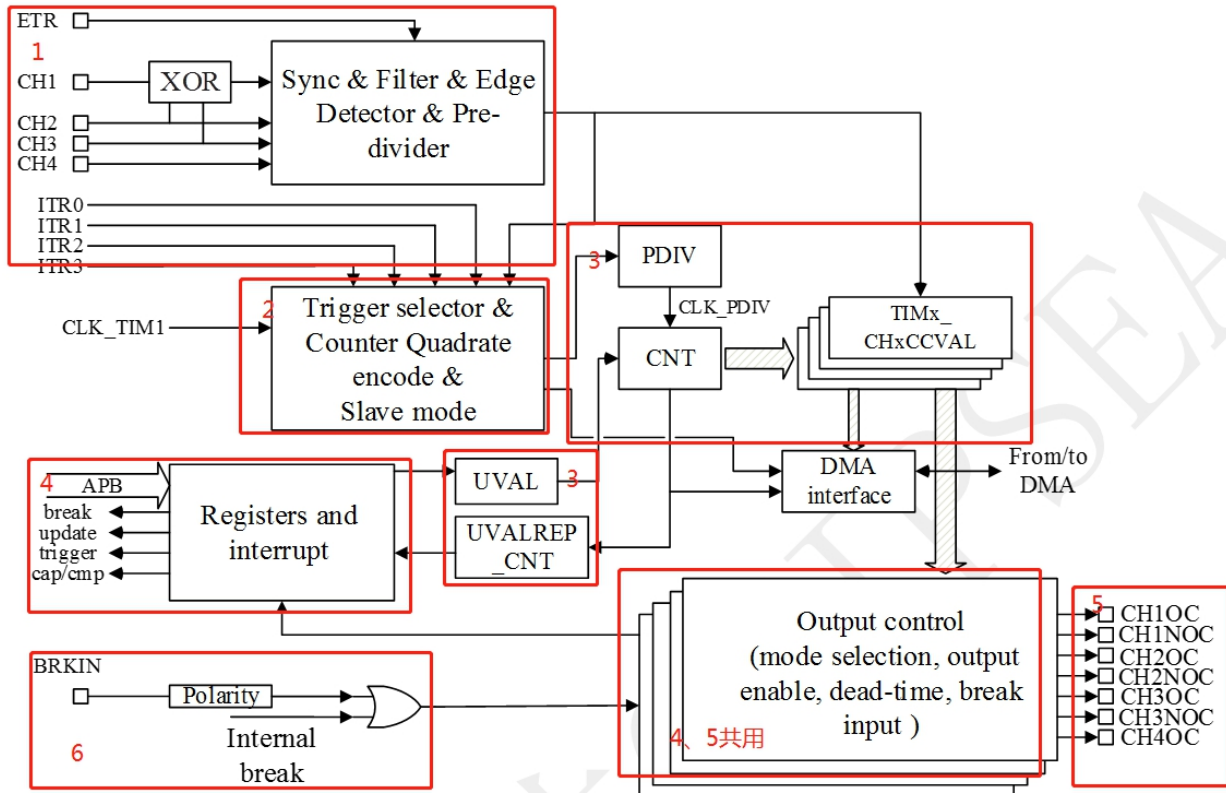 ETR
1
CH1
XOR
CH2
CH3
CH4
Sync & Filter & Edge
Detector & Pre-
divider
ITR0
ITR1
ITR2
ITR3
2
CLK_TIM1
Trigger selector &
Counter Quadrate
encode &
Slave mode
3
PDIV
CLK_PDIV
CNT
TIMx_
CHxCCVAL
DMA
interface
From/to
DMA
4
APB
break
update
trigger
cap/cmp
Registers and
interrupt
UVAL
3
UVALREP
_CNT
Output control
(mode selection, output
enable, dead-time, break
input )
4、5共用
5
CH1OC
CH1NOC
CH2OC
CH2NOC
CH3OC
CH3NOC
CH4OC
BRKIN
Polarity
Internal
break
6